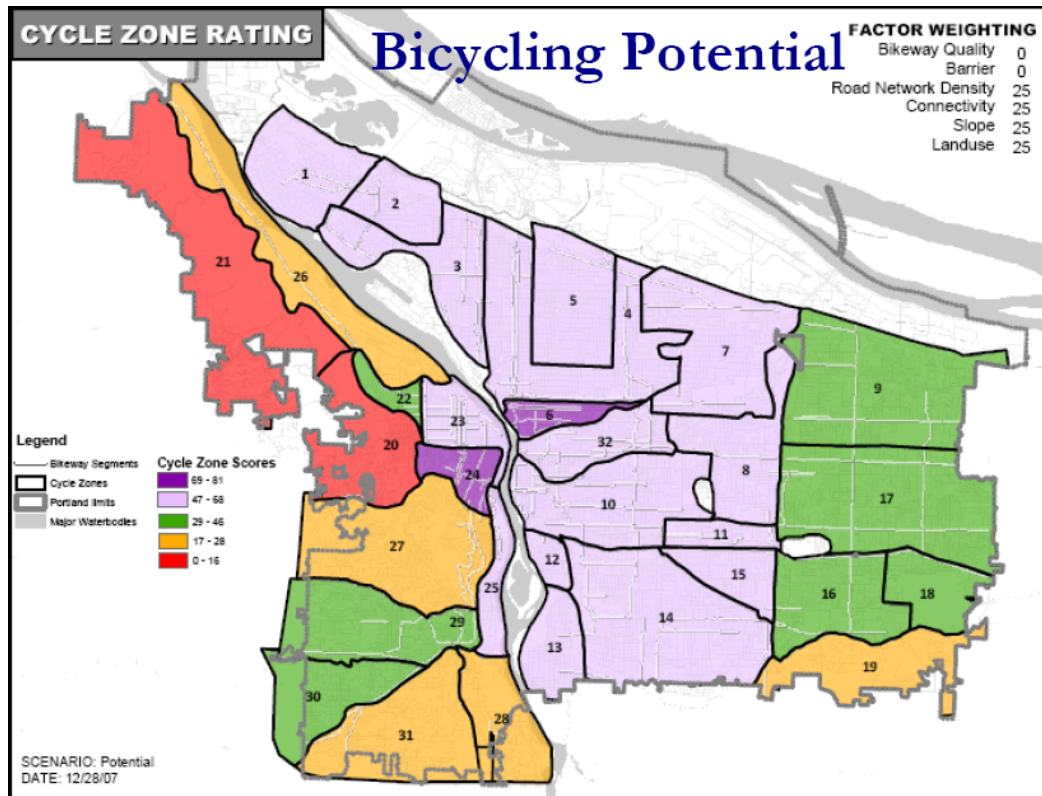 CYCLE ZONE RATING
Bicycling Potential
FACTOR WEIGHTING
Bikeway Quality 0
Barrier 0
Road Network Density 25
Connectivity 25
Slope 25
Landuse 25
1
2
3
5
4
21
26
7
9
22
6
23
32
20
24
8
17
10
27
11
12
15
25
16
18
14
29
13
19
30
28
31
Legend
Bikeway Segments
Cycle Zones
Portland limits
Major Waterbodies
Cycle Zone Scores
69 - 81
47 - 68
29 - 46
17 - 28
0 - 16
SCENARIO: Potential
DATE: 12/28/07